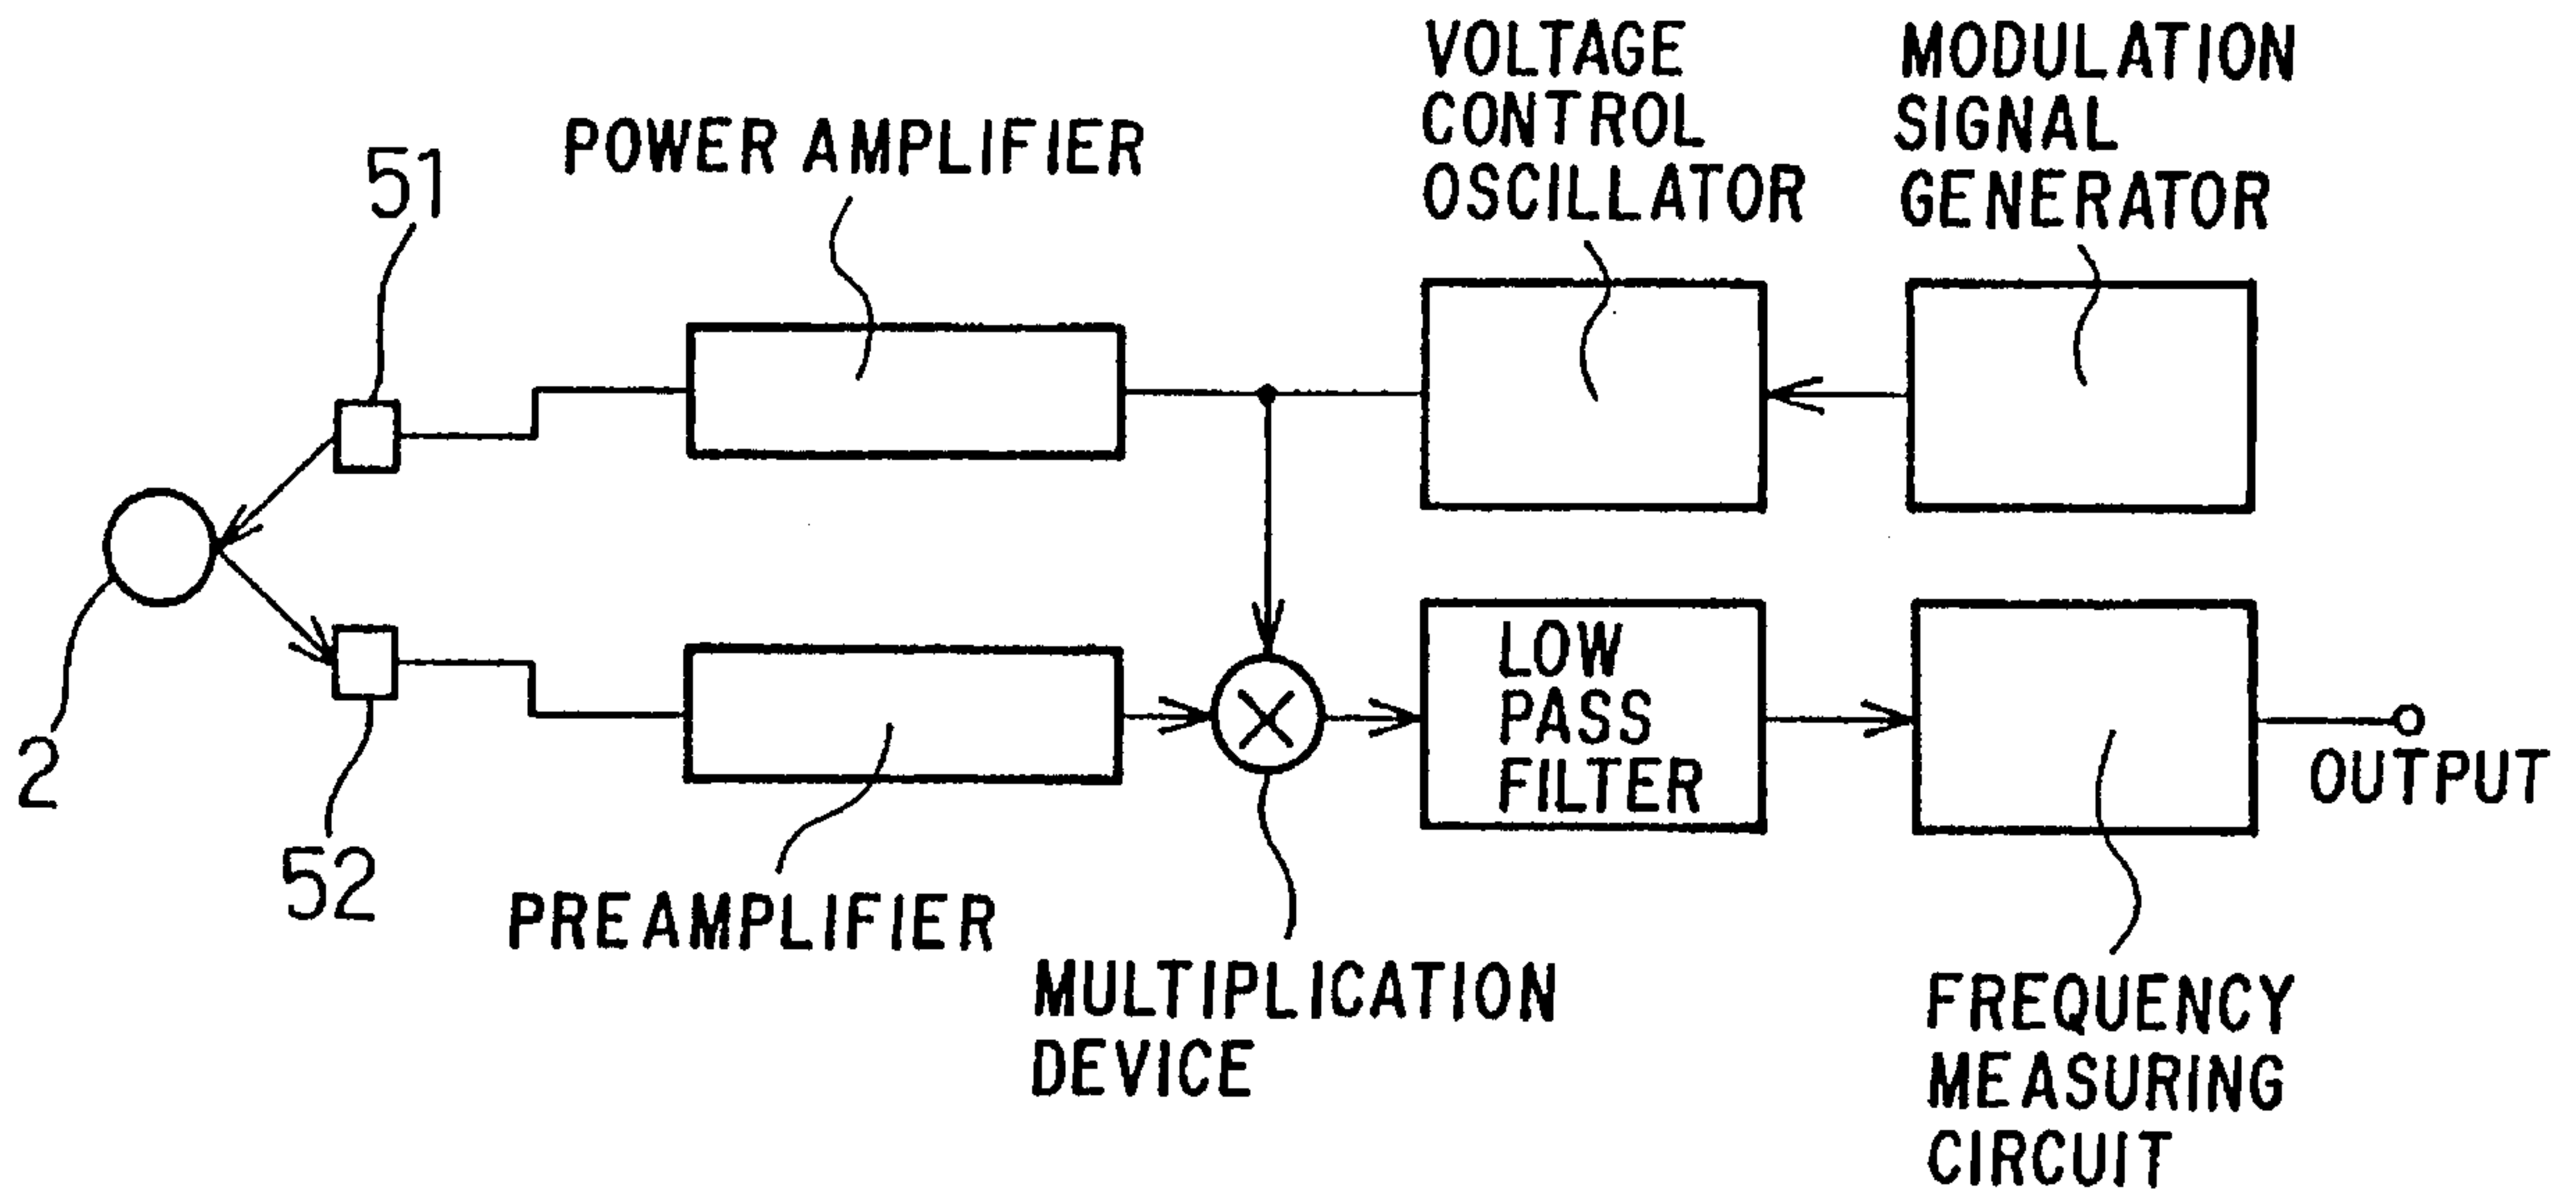 VOLTAGE
CONTROL
OSCILLATOR
MODULATION
SIGNAL
GENERATOR
POWER AMPLIFIER
51
2
52
LOW
PASS
FILTER
OUTPUT
PREAMPLIFIER
MULTIPLICATION
DEVICE
FREQUENCY
MEASURING
CIRCUIT